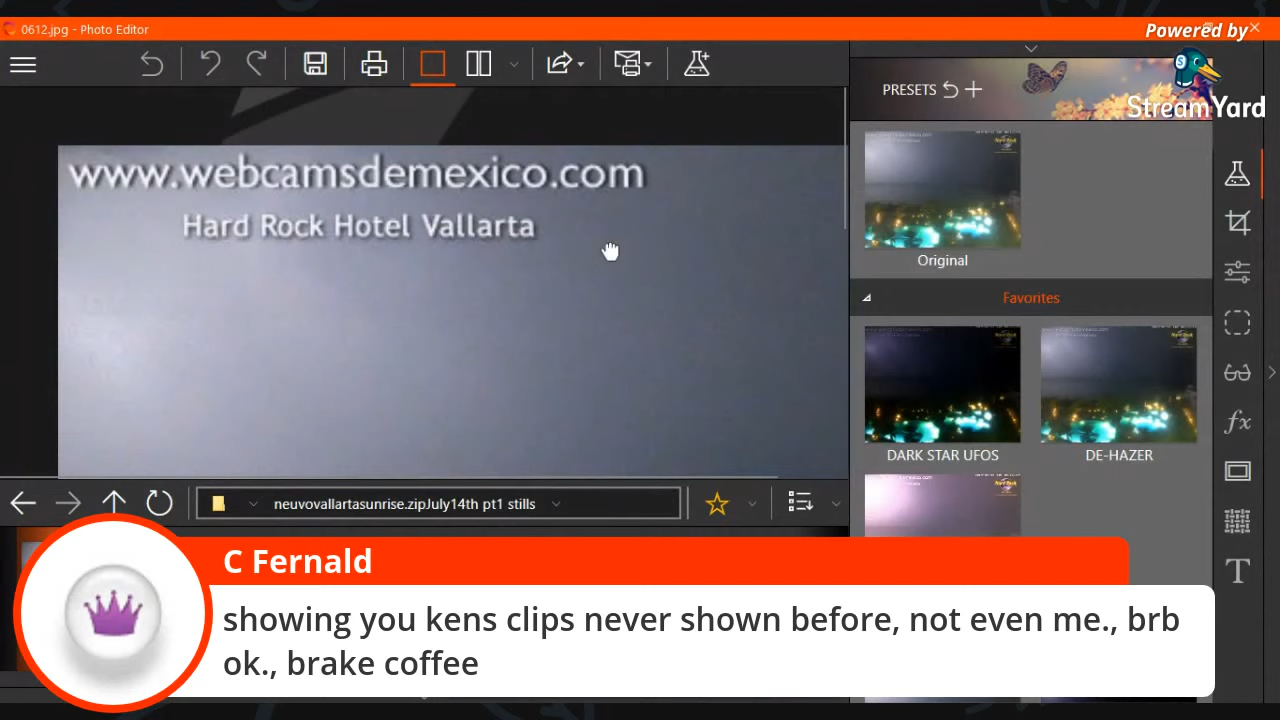 0612.jpg - Photo Editor
Powered by
StreamYard
PRESETS
www.webcamsdemexico.com
Hard Rock Hotel Vallarta
Original
Favorites
DARK STAR UFOS
DE-HAZER
neuvovallartasunrise.zipJuly14th pt1 stills
fx
T
C Fernald
showing you kens clips never shown before, not even me., brb
ok., brake coffee